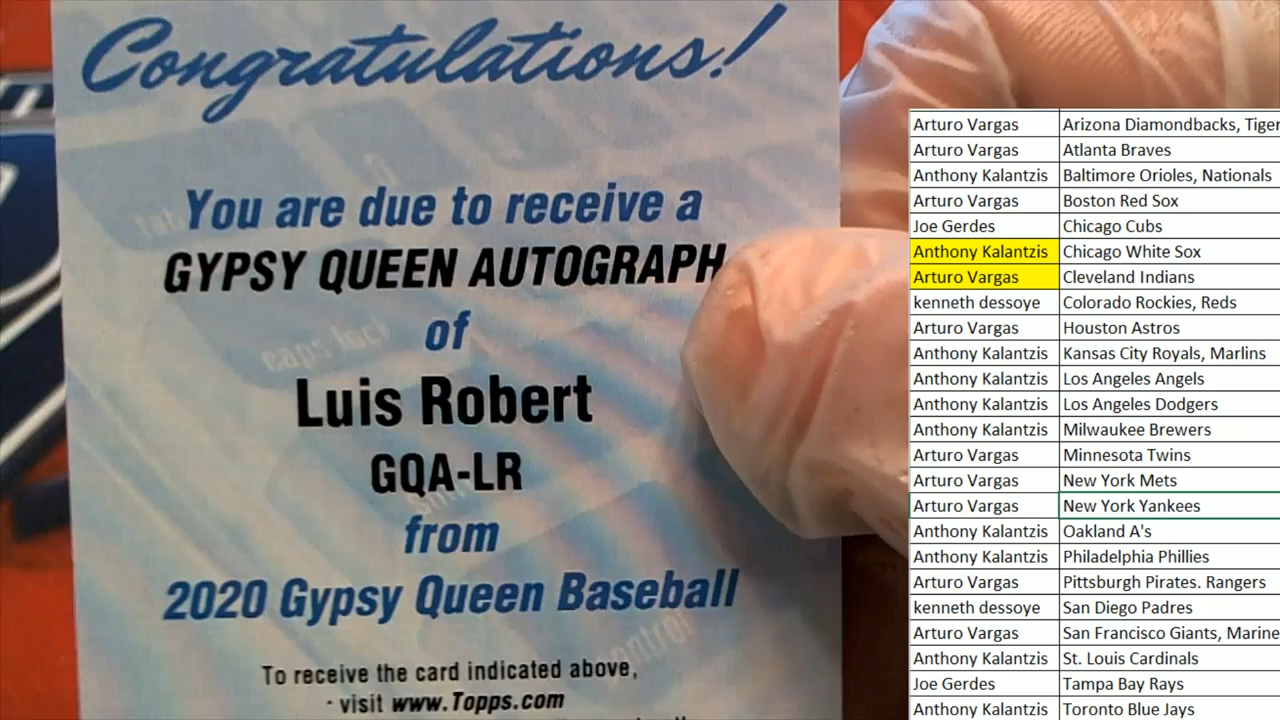 Congratulations!
You are due to receive a
GYPSY QUEEN AUTOGRAPH
of
Luis Robert
GQA-LR
from
2020 Gypsy Queen Baseball
To receive the card indicated above,
- visit www.Topps.com
tab
caps lock
control
Arturo Vargas Arizona Diamondbacks, Tiger
Arturo Vargas Atlanta Braves
Anthony Kalantzis Baltimore Orioles, Nationals
Arturo Vargas Boston Red Sox
Joe Gerdes Chicago Cubs
Anthony Kalantzis Chicago White Sox
Arturo Vargas Cleveland Indians
kenneth dessoye Colorado Rockies, Reds
Arturo Vargas Houston Astros
Anthony Kalantzis Kansas City Royals, Marlins
Anthony Kalantzis Los Angeles Angels
Anthony Kalantzis Los Angeles Dodgers
Anthony Kalantzis Milwaukee Brewers
Arturo Vargas Minnesota Twins
Arturo Vargas New York Mets
Arturo Vargas New York Yankees
Anthony Kalantzis Oakland A's
Anthony Kalantzis Philadelphia Phillies
Arturo Vargas Pittsburgh Pirates. Rangers
kenneth dessoye San Diego Padres
Arturo Vargas San Francisco Giants, Marine
Anthony Kalantzis St. Louis Cardinals
Joe Gerdes Tampa Bay Rays
Anthony Kalantzis Toronto Blue Jays